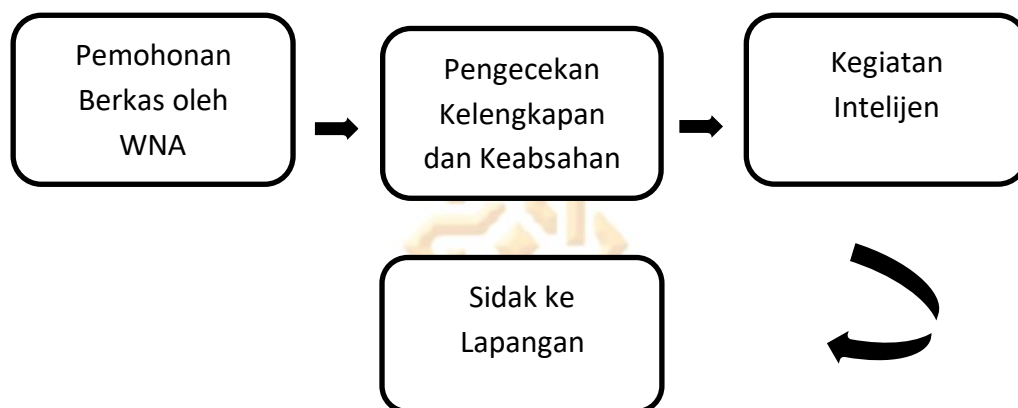 Pemohonan
Berkas oleh
WNA
Pengecekan
Kelengkapan
dan Keabsahan
Kegiatan
Intelijen
Sidak ke
Lapangan